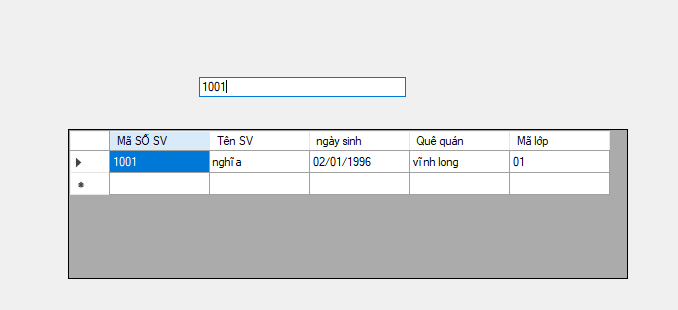 1001
Mã SỐ SV Tên SV ngày sinh Quê quán Mã lớp
1001 nghĩa 02/01/1996 vĩnh long 01